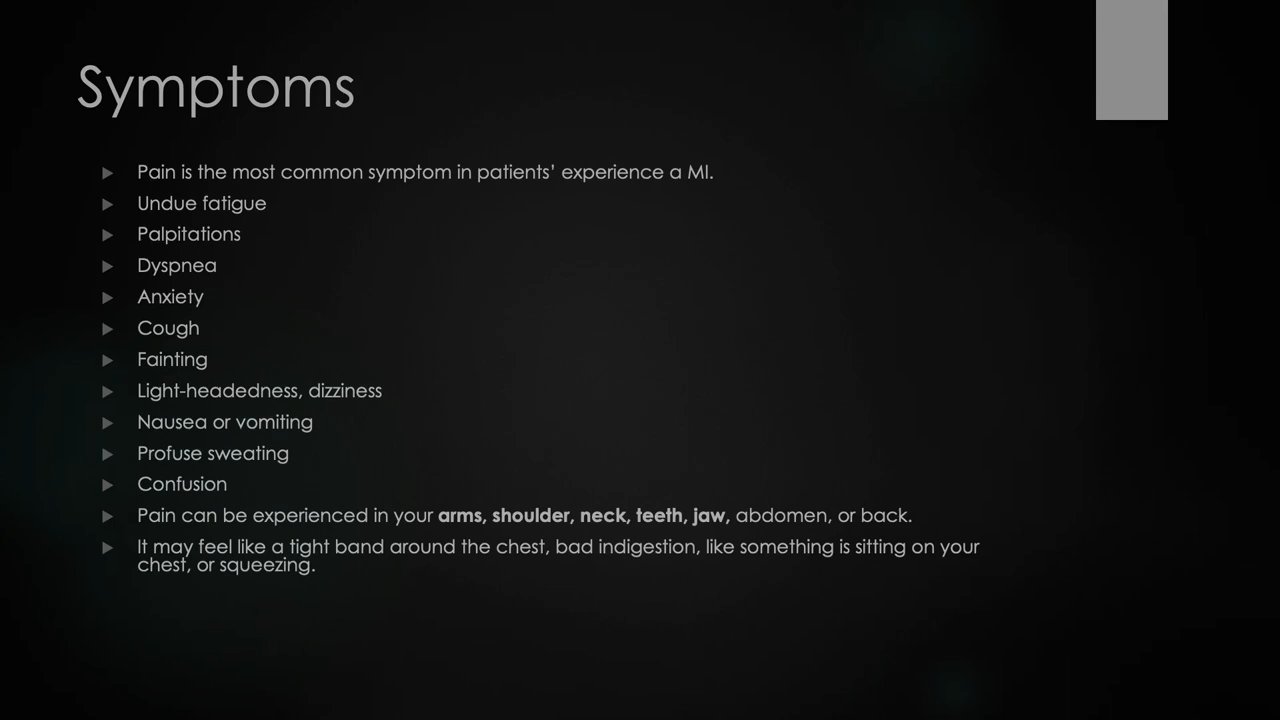 Symptoms
Pain is the most common symptom in patients’ experience a MI.
Undue fatigue
Palpitations
Dyspnea
Anxiety
Cough
Fainting
Light-headedness, dizziness
Nausea or vomiting
Profuse sweating
Confusion
Pain can be experienced in your arms, shoulder, neck, teeth, jaw, abdomen, or back.
It may feel like a tight band around the chest, bad indigestion, like something is sitting on your
chest, or squeezing.